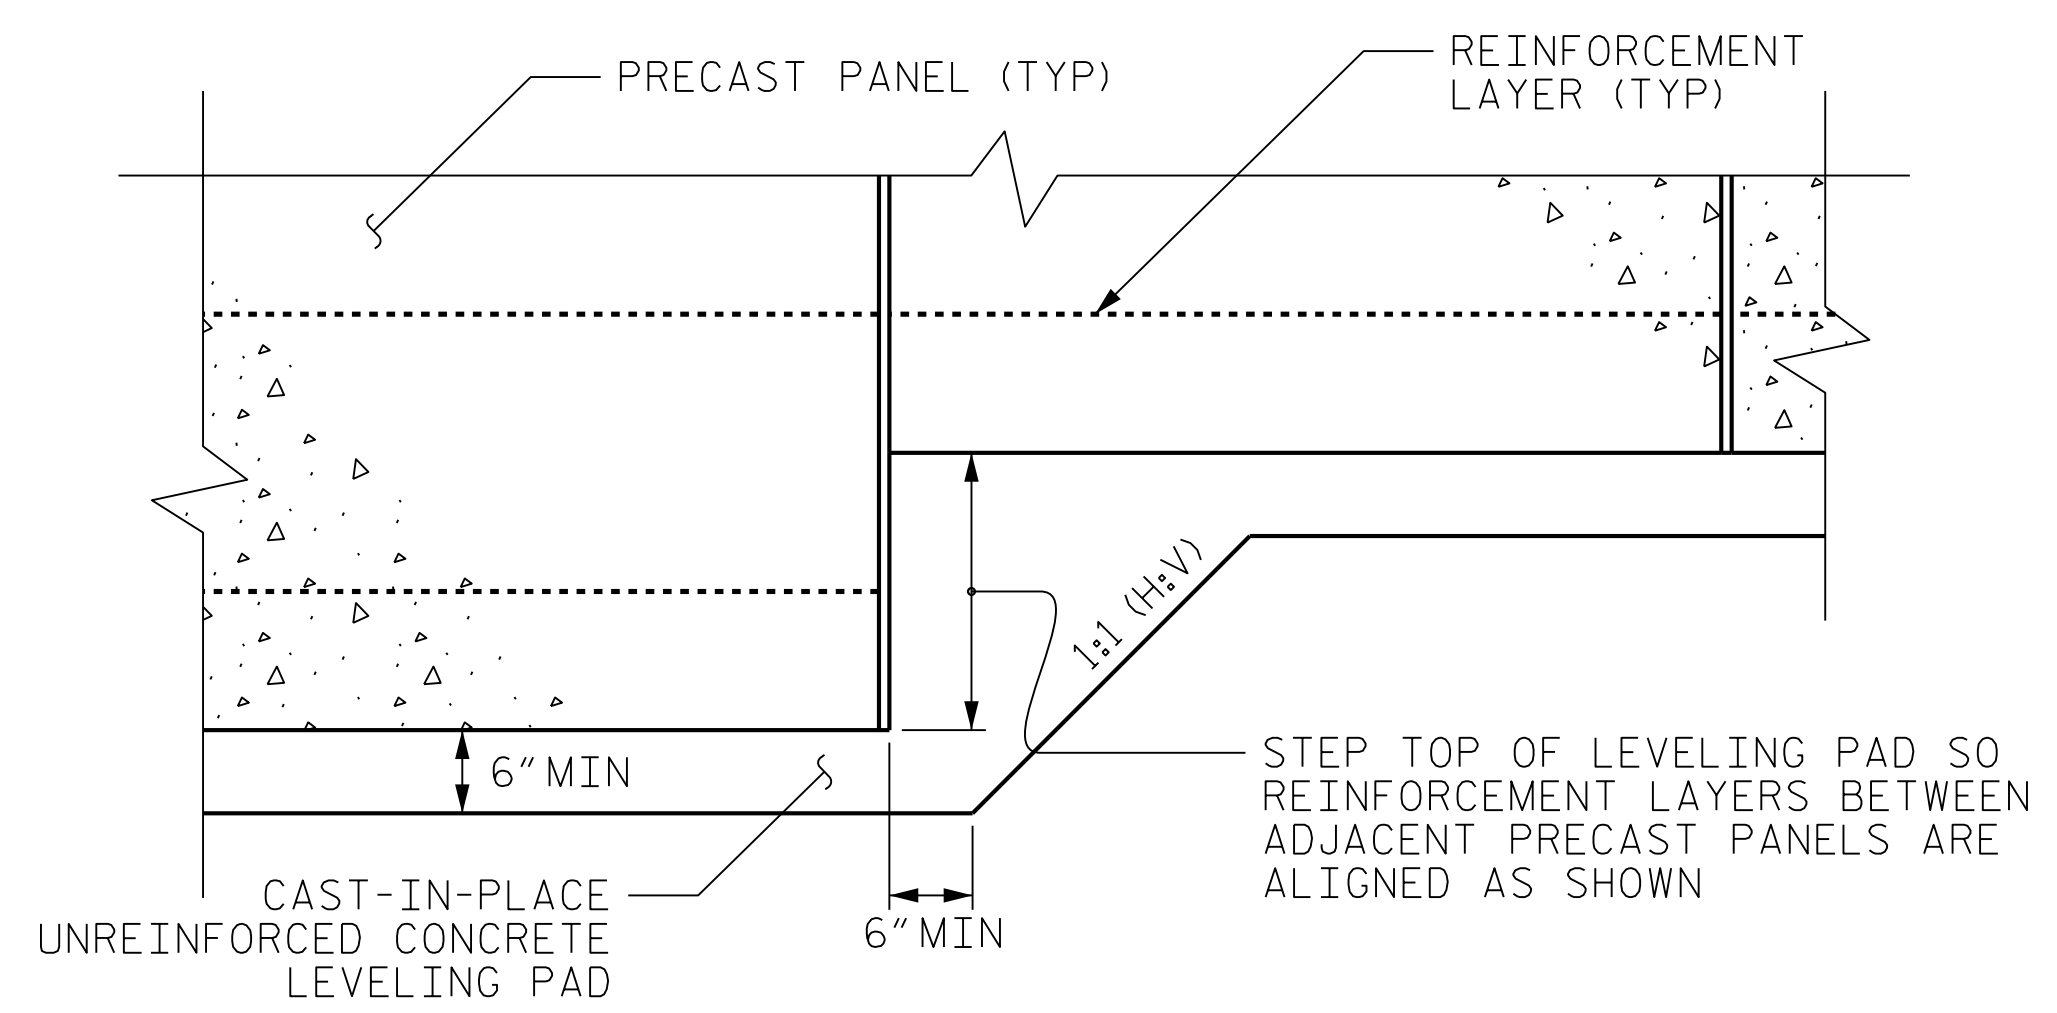 PRECAST PANEL (TYP)
REINFORCEMENT
LAYER (TYP)
1:1 (H:V)
6" MIN
STEP TOP OF LEVELING PAD SO
REINFORCEMENT LAYERS BETWEEN
ADJACENT PRECAST PANELS ARE
ALIGNED AS SHOWN
CAST-IN-PLACE
UNREINFORCED CONCRETE
LEVELING PAD
6" MIN